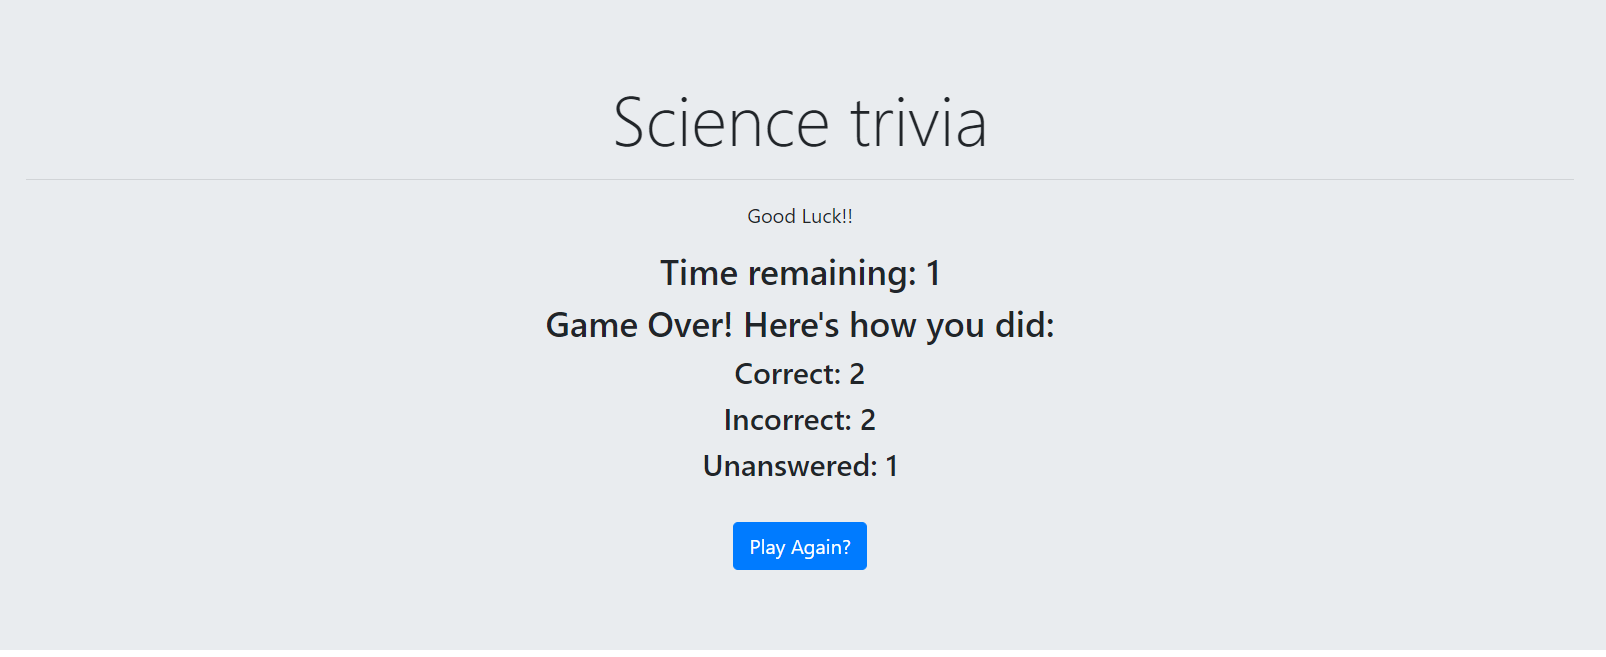 Science trivia
Good Luck!!
Time remaining: 1
Game Over! Here's how you did:
Correct: 2
Incorrect: 2
Unanswered: 1
Play Again?